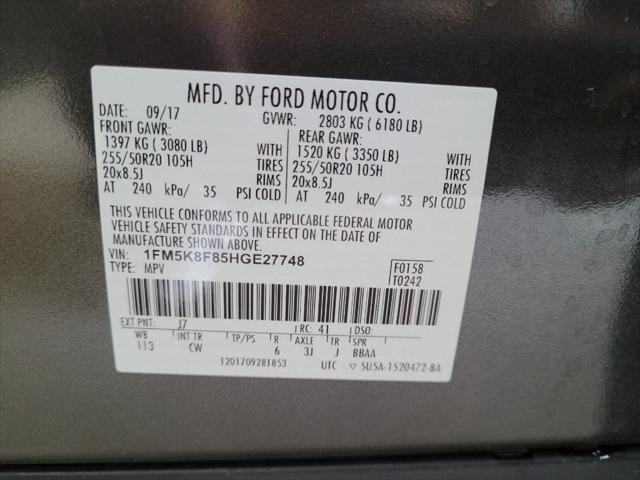 MFD. BY FORD MOTOR CO.
DATE: 09/17 GVWR: 2803 KG ( 6180 LB)
FRONT GAWR: REAR GAWR:
1397 KG ( 3080 LB) WITH 1520 KG ( 3350 LB) WITH
255/50R20 105H TIRES 255/50R20 105H TIRES
20x8.5J RIMS 20x8.5J RIMS
AT 240 kPa/ 35 PSI COLD AT 240 kPa/ 35 PSI COLD
THIS VEHICLE CONFORMS TO ALL APPLICABLE FEDERAL MOTOR
VEHICLE SAFETY STANDARDS IN EFFECT ON THE DATE OF
MANUFACTURE SHOWN ABOVE.
VIN: 1FM5K8F85HGE27748 F0158
TYPE: MPV T0242
EXT PNT: J7 RC: 41 DSO:
WB INT TR TP/PS R AXLE TR SPR
113 CW 6 3J J BBAA
1201709281853 UTC ▽ 5U5A-1520472-8A